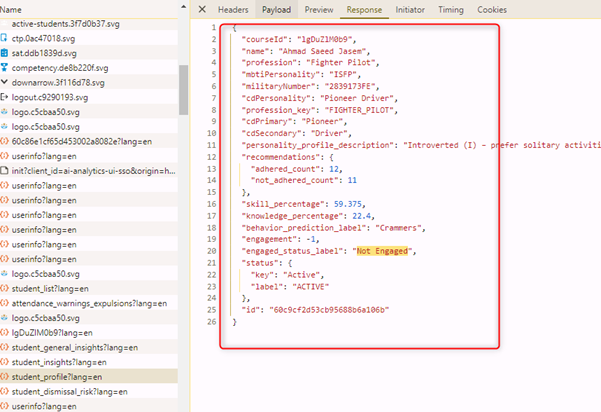 Name
active-students.3f7d0b37.svg
ctp.0ac47018.svg
sat.ddb1839d.svg
competency.de8b220f.svg
downarrow.3f116d78.svg
logout.c9290193.svg
logo.c5cbaa50.svg
logo.c5cbaa50.svg
60c86e1cf65d453002a8082e?lang=en
userinfo?lang=en
init?client_id=ai-analytics-ui-sso&origin=h...
userinfo?lang=en
userinfo?lang=en
userinfo?lang=en
userinfo?lang=en
userinfo?lang=en
logo.c5cbaa50.svg
student_list?lang=en
attendance_warnings_expulsions?lang=en
logo.c5cbaa50.svg
lgDuZlM0b9?lang=en
student_general_insights?lang=en
student_insights?lang=en
student_profile?lang=en
student_dismissal_risk?lang=en
userinfo?lang=en
Headers Payload Preview Response Initiator Timing Cookies
1 {
2 "courseId": "lgDuZlM0b9",
3 "name": "Ahmad Saeed Jasem",
4 "profession": "Fighter Pilot",
5 "mbtiPersonality": "ISFP",
6 "militaryNumber": "2839173FE",
7 "cdPersonality": "Pioneer Driver",
8 "profession_key": "FIGHTER_PILOT",
9 "cdPrimary": "Pioneer",
10 "cdSecondary": "Driver",
11 "personality_profile_description": "Introverted (I) – prefer solitary activiti
12 "recommendations": {
13 "adhered_count": 12,
14 "not_adhered_count": 11
15 },
16 "skill_percentage": 59.375,
17 "knowledge_percentage": 22.4,
18 "behavior_prediction_label": "Crammers",
19 "engagement": -1,
20 "engaged_status_label": "Not Engaged",
21 "status": {
22 "key": "Active",
23 "label": "ACTIVE"
24 },
25 "id": "60c9cf2d53cb95688b6a106b"
26 }